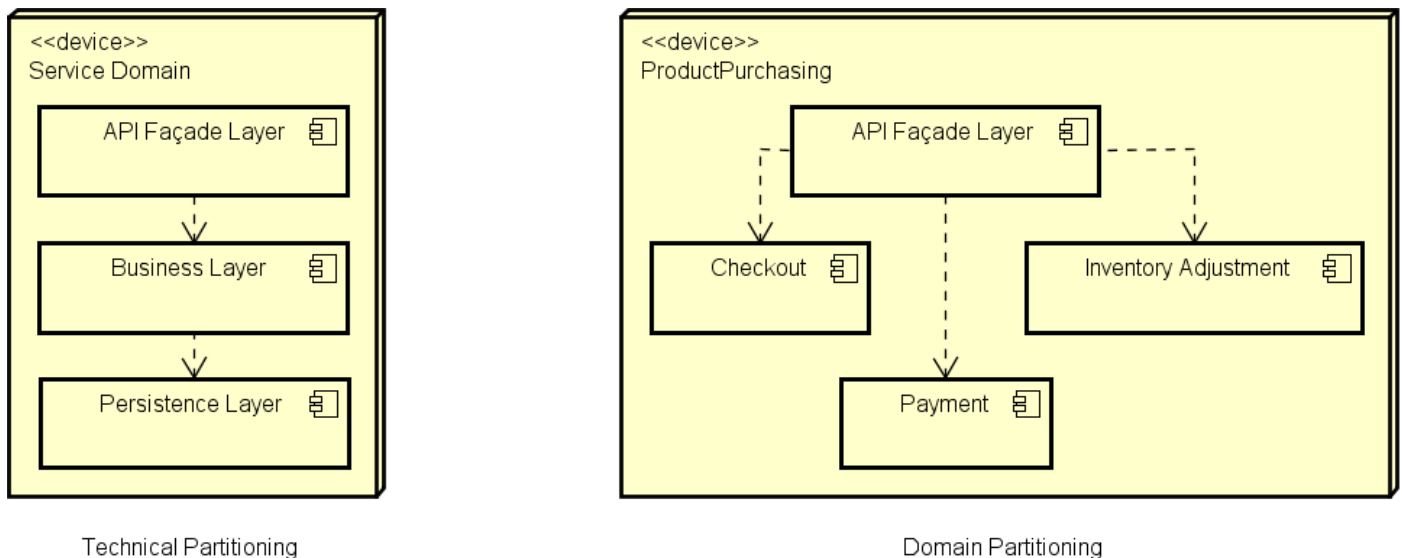 <<device>>
Service Domain
API Façade Layer
Business Layer
Persistence Layer
Technical Partitioning
<<device>>
ProductPurchasing
API Façade Layer
Checkout
Inventory Adjustment
Payment
Domain Partitioning